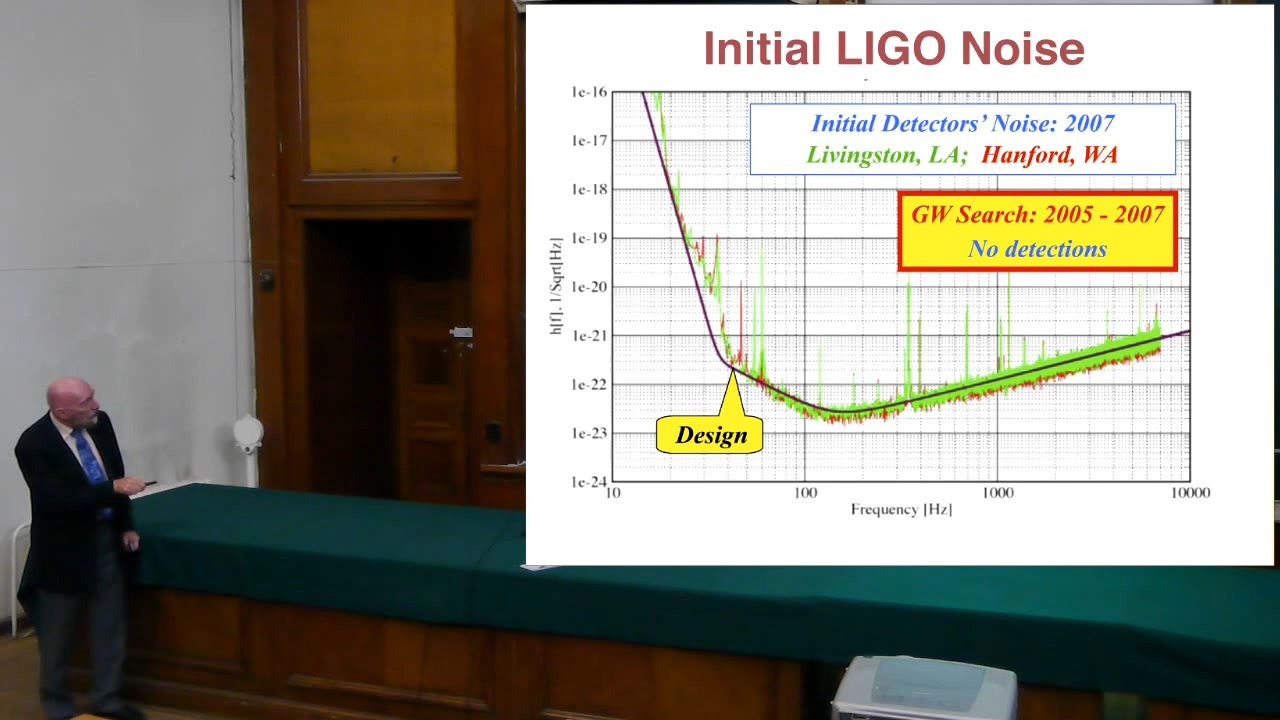 Initial LIGO Noise
1e-16
Initial Detectors' Noise: 2007
1e-17
Livingston, LA; Hanford, WA
1e-18
GW Search: 2005 - 2007
1e-19
No detections
1e-20
h[f], 1/Sqrt[Hz]
1e-21
1e-22
Design
1e-23
1e-24
10
100
1000
10000
Frequency [Hz]